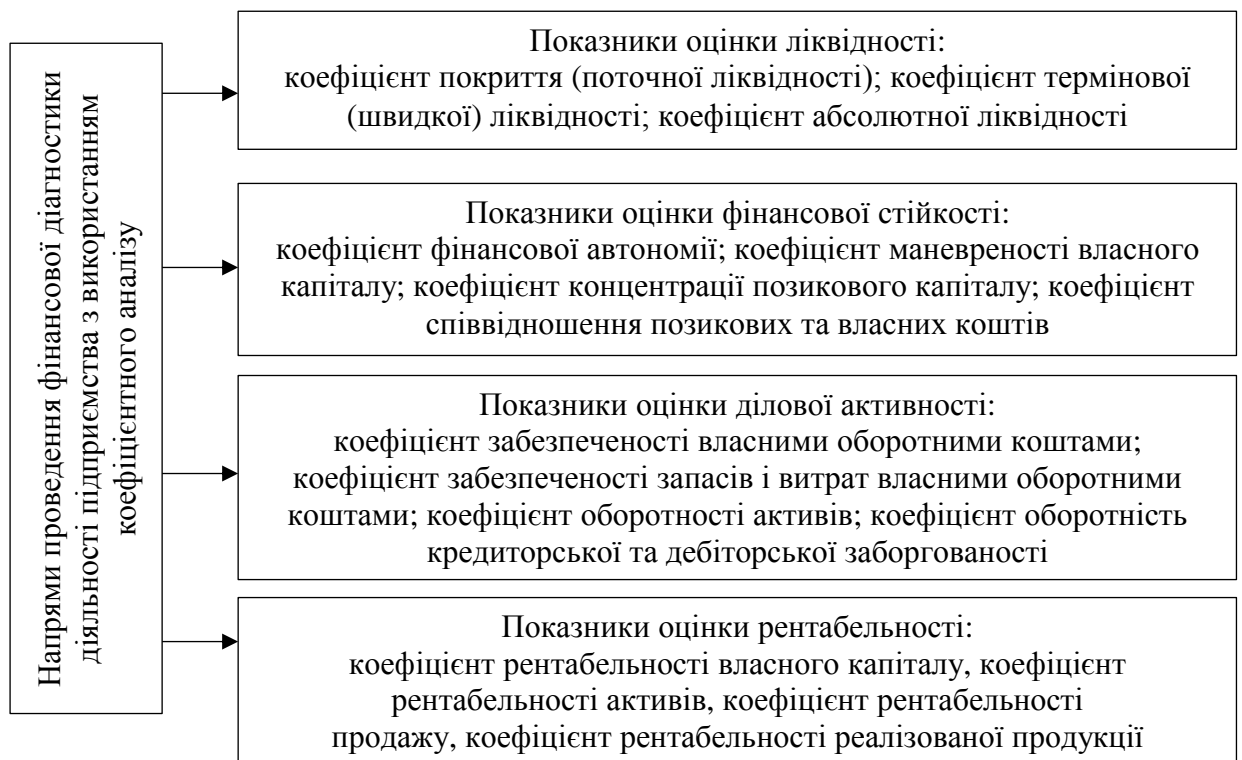 Напрями проведення фінансової діагностики
діяльності підприємства з використанням
коефіцієнтного аналізу
Показники оцінки ліквідності:
коефіцієнт покриття (поточної ліквідності); коефіцієнт термінової
(швидкої) ліквідності; коефіцієнт абсолютної ліквідності
Показники оцінки фінансової стійкості:
коефіцієнт фінансової автономії; коефіцієнт маневреності власного
капіталу; коефіцієнт концентрації позикового капіталу; коефіцієнт
співвідношення позикових та власних коштів
Показники оцінки ділової активності:
коефіцієнт забезпеченості власними оборотними коштами;
коефіцієнт забезпеченості запасів і витрат власними оборотними
коштами; коефіцієнт оборотності активів; коефіцієнт оборотність
кредиторської та дебіторської заборгованості
Показники оцінки рентабельності:
коефіцієнт рентабельності власного капіталу, коефіцієнт
рентабельності активів, коефіцієнт рентабельності
продажу, коефіцієнт рентабельності реалізованої продукції